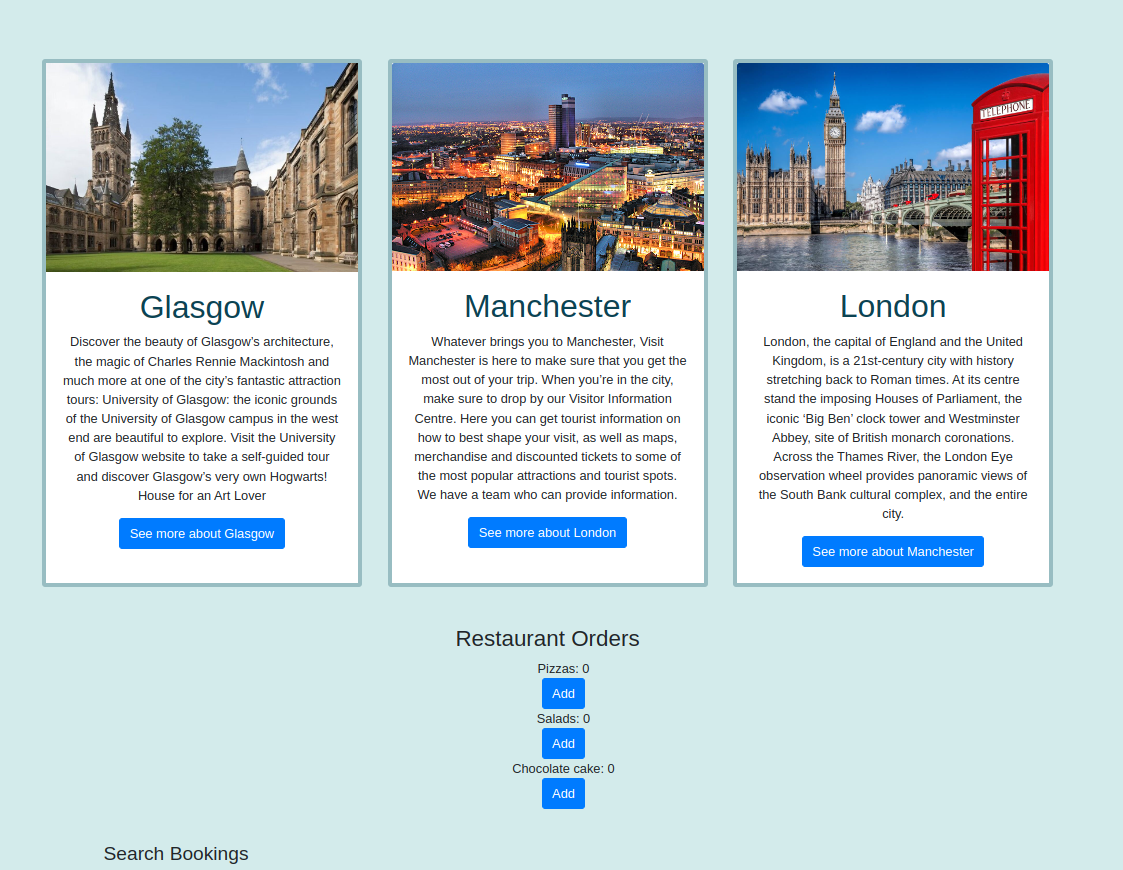 TELEPHONE
Glasgow
Discover the beauty of Glasgow’s architecture,
the magic of Charles Rennie Mackintosh and
much more at one of the city’s fantastic attraction
tours: University of Glasgow: the iconic grounds
of the University of Glasgow campus in the west
end are beautiful to explore. Visit the University
of Glasgow website to take a self-guided tour
and discover Glasgow’s very own Hogwarts!
House for an Art Lover
See more about Glasgow
Manchester
Whatever brings you to Manchester, Visit
Manchester is here to make sure that you get the
most out of your trip. When you’re in the city,
make sure to drop by our Visitor Information
Centre. Here you can get tourist information on
how to best shape your visit, as well as maps,
merchandise and discounted tickets to some of
the most popular attractions and tourist spots.
We have a team who can provide information.
See more about London
London
London, the capital of England and the United
Kingdom, is a 21st-century city with history
stretching back to Roman times. At its centre
stand the imposing Houses of Parliament, the
iconic ‘Big Ben’ clock tower and Westminster
Abbey, site of British monarch coronations.
Across the Thames River, the London Eye
observation wheel provides panoramic views of
the South Bank cultural complex, and the entire
city.
See more about Manchester
Restaurant Orders
Pizzas: 0
Add
Salads: 0
Add
Chocolate cake: 0
Add
Search Bookings